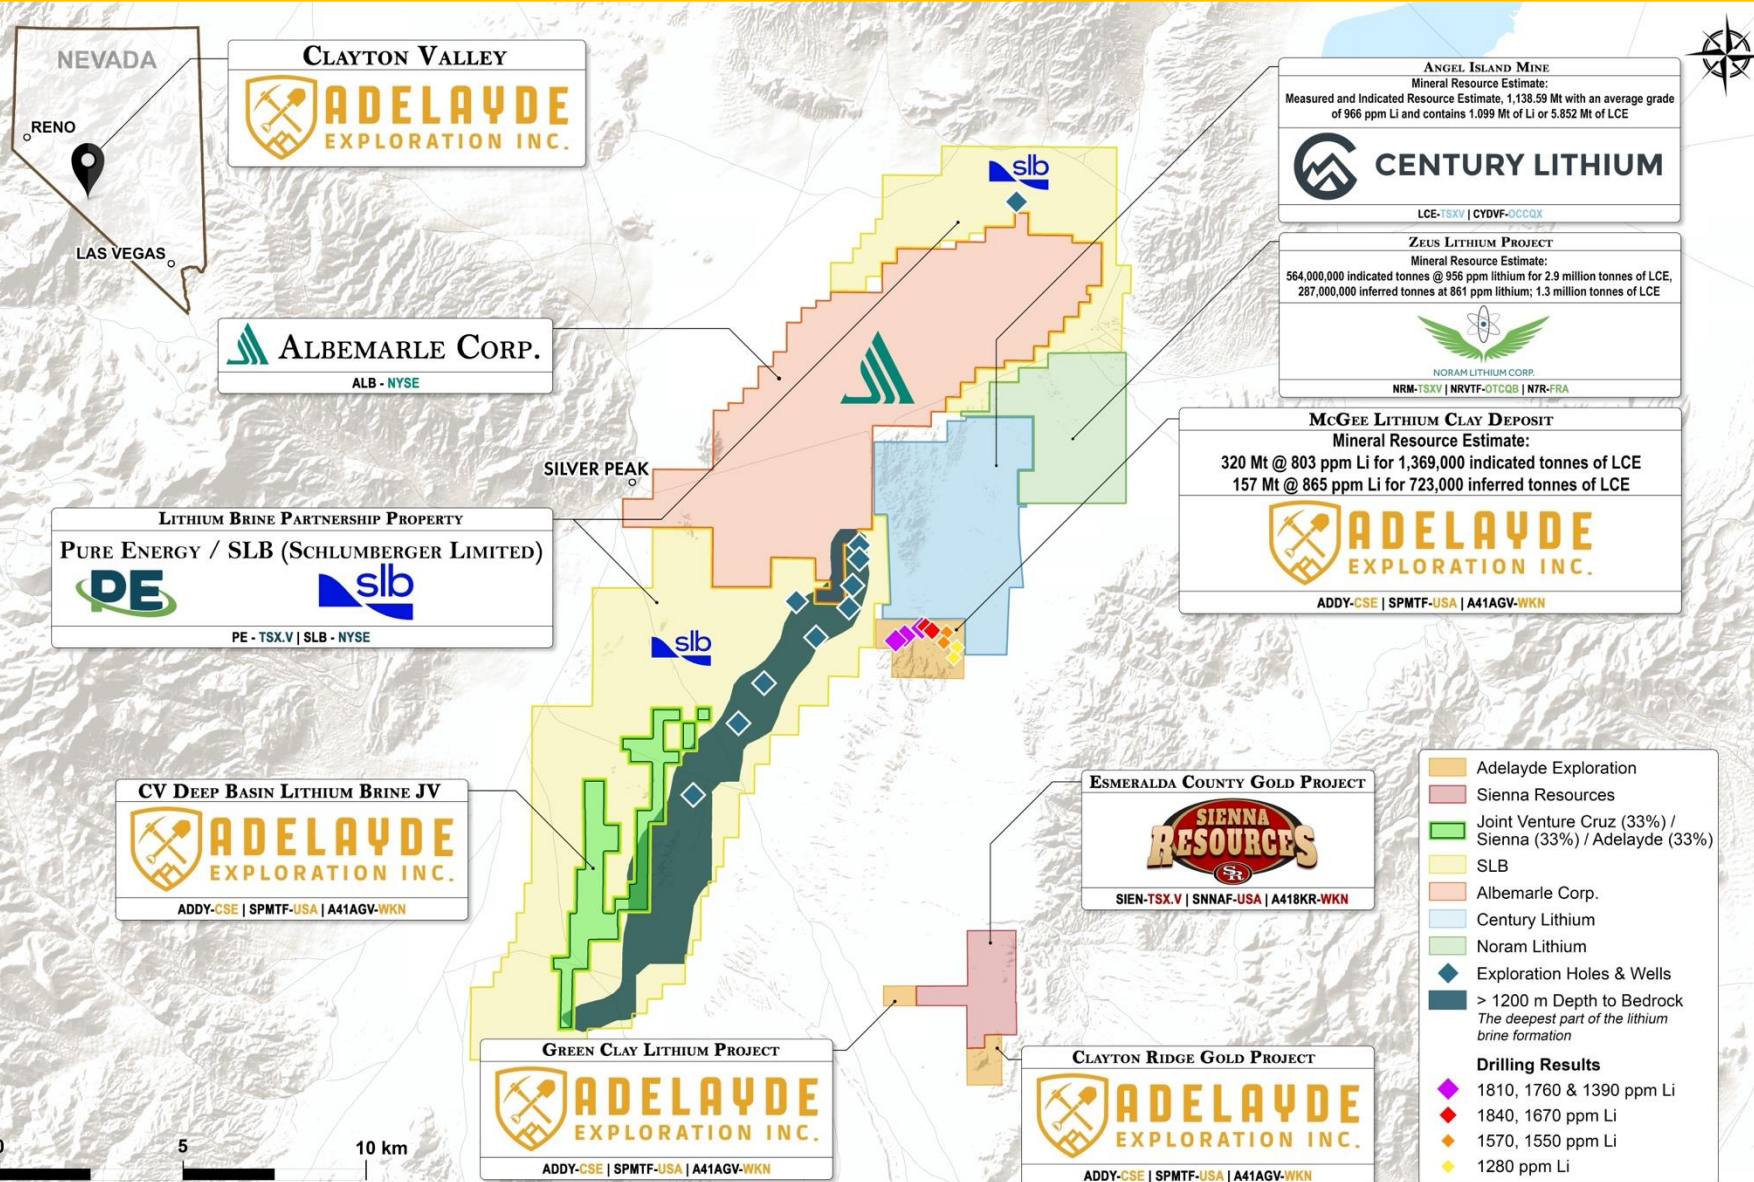 NEVADA
RENO
LAS VEGAS
CLAYTON VALLEY
ADELAYDE
EXPLORATION INC.
ALBEMARLE CORP.
ALB - NYSE
SILVER PEAK
LITHIUM BRINE PARTNERSHIP PROPERTY
PURE ENERGY / SLB (SCHLUMBERGER LIMITED)
PE
slb
PE - TSX.V | SLB - NYSE
slb
slb
CV DEEP BASIN LITHIUM BRINE JV
ADELAYDE
EXPLORATION INC.
ADDY-CSE | SPMTF-USA | A41AGV-WKN
ANGEL ISLAND MINE
Mineral Resource Estimate:
Measured and Indicated Resource Estimate, 1,138.59 Mt with an average grade
of 966 ppm Li and contains 1.099 Mt of Li or 5.852 Mt of LCE
CENTURY LITHIUM
LCE-TSXV | CYDVF-OCCQX
ZEUS LITHIUM PROJECT
Mineral Resource Estimate:
564,000,000 indicated tonnes @ 956 ppm lithium for 2.9 million tonnes of LCE,
287,000,000 inferred tonnes at 861 ppm lithium; 1.3 million tonnes of LCE
NORAM LITHIUM CORP.
NRM-TSXV | NRVTF-OTCQB | N7R-FRA
MCGEE LITHIUM CLAY DEPOSIT
Mineral Resource Estimate:
320 Mt @ 803 ppm Li for 1,369,000 indicated tonnes of LCE
157 Mt @ 865 ppm Li for 723,000 inferred tonnes of LCE
ADELAYDE
EXPLORATION INC.
ADDY-CSE | SPMTF-USA | A41AGV-WKN
ESMERALDA COUNTY GOLD PROJECT
SIENNA
RESOURCES
SR
SIEN-TSX.V | SNNAF-USA | A418KR-WKN
GREEN CLAY LITHIUM PROJECT
ADELAYDE
EXPLORATION INC.
ADDY-CSE | SPMTF-USA | A41AGV-WKN
CLAYTON RIDGE GOLD PROJECT
ADELAYDE
EXPLORATION INC.
ADDY-CSE | SPMTF-USA | A41AGV-WKN
Adelayde Exploration
Sienna Resources
Joint Venture Cruz (33%) /
Sienna (33%) / Adelayde (33%)
SLB
Albemarle Corp.
Century Lithium
Noram Lithium
Exploration Holes & Wells
> 1200 m Depth to Bedrock
The deepest part of the lithium
brine formation
Drilling Results
1810, 1760 & 1390 ppm Li
1840, 1670 ppm Li
1570, 1550 ppm Li
1280 ppm Li
0 5 10 km